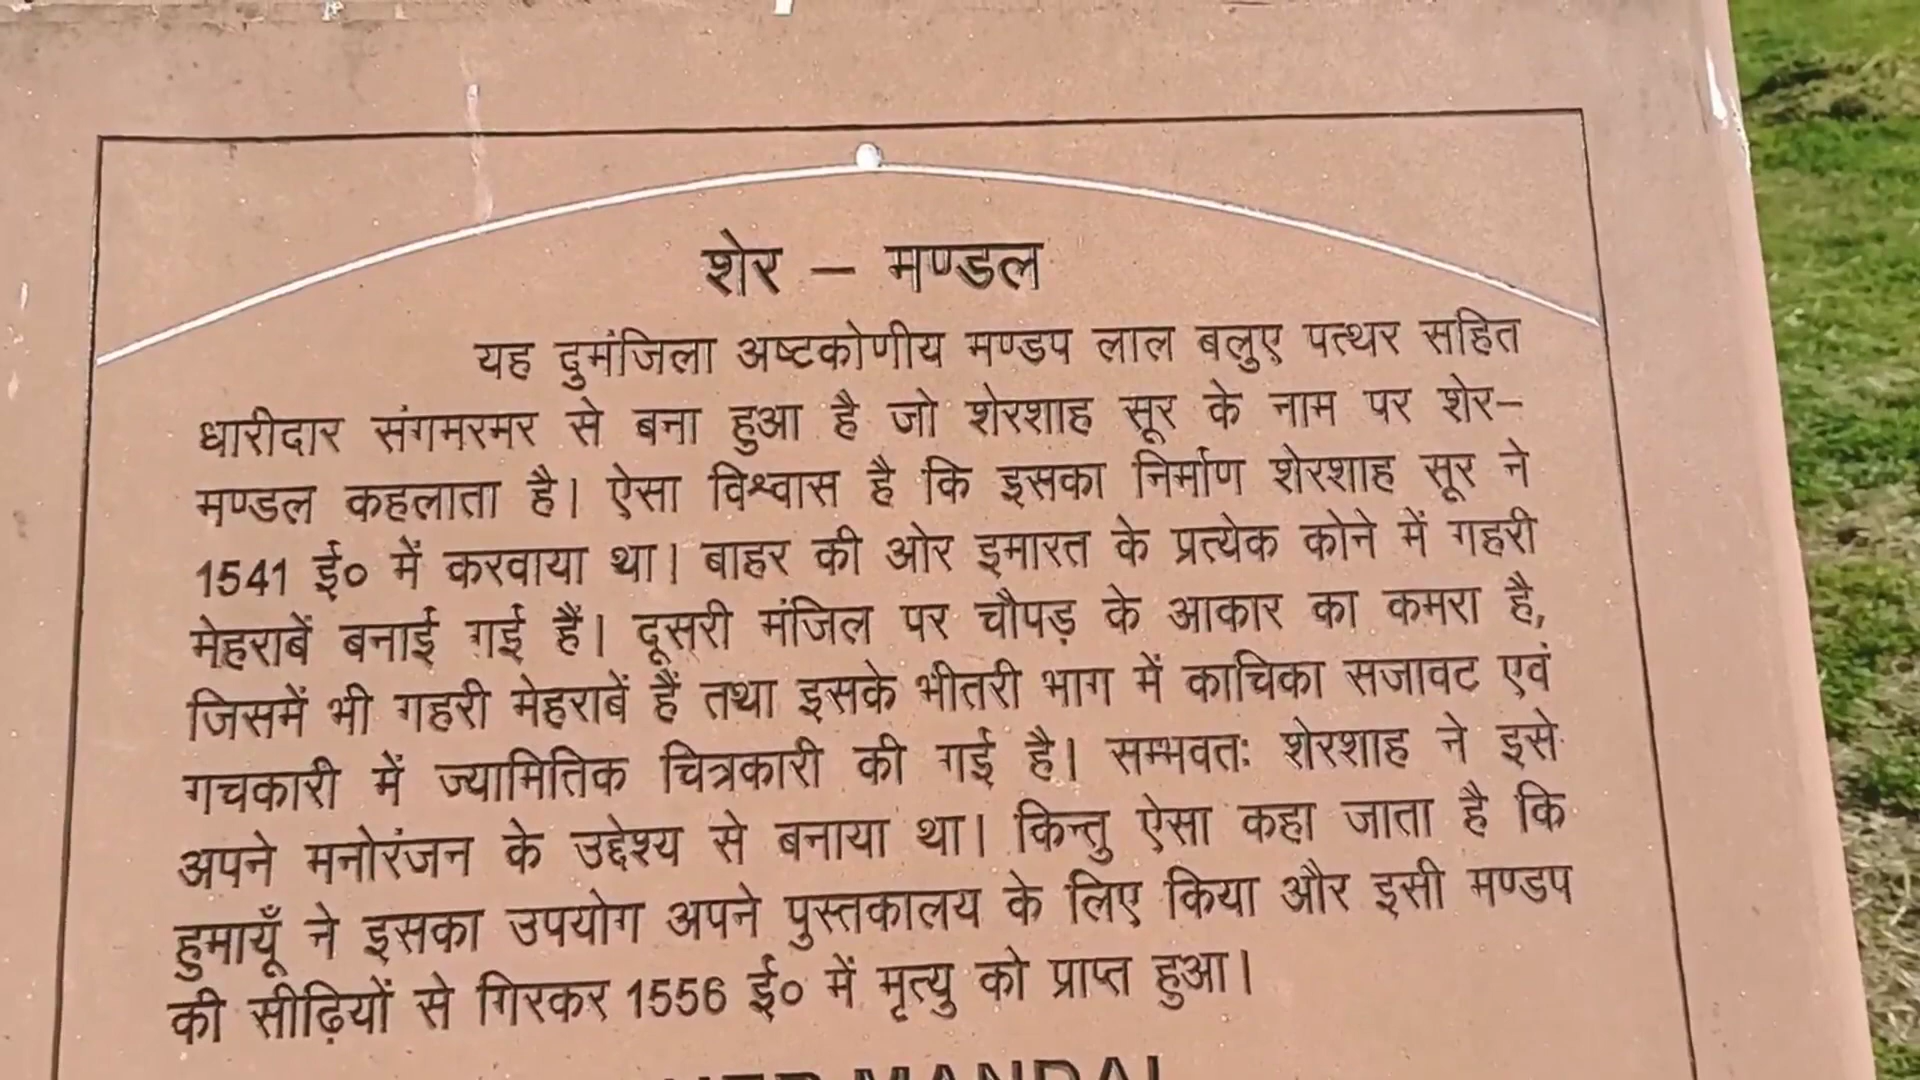 शेर – मण्डल
यह दुमंजिला अष्टकोणीय मण्डप लाल बलुए पत्थर सहित
धारीदार संगमरमर से बना हुआ है जो शेरशाह सूर के नाम पर शेर–
मण्डल कहलाता है। ऐसा विश्वास है कि इसका निर्माण शेरशाह सूर ने
1541 ई० में करवाया था। बाहर की ओर इमारत के प्रत्येक कोने में गहरी
मेहराबें बनाई गई हैं। दूसरी मंजिल पर चौपड़ के आकार का कमरा है,
जिसमें भी गहरी मेहराबें हैं तथा इसके भीतरी भाग में काचिका सजावट एवं
गचकारी में ज्यामितिक चित्रकारी की गई है। सम्भवतः शेरशाह ने इसे
अपने मनोरंजन के उद्देश्य से बनाया था। किन्तु ऐसा कहा जाता है कि
हुमायूँ ने इसका उपयोग अपने पुस्तकालय के लिए किया और इसी मण्डप
की सीढ़ियों से गिरकर 1556 ई० में मृत्यु को प्राप्त हुआ।
MANDAL